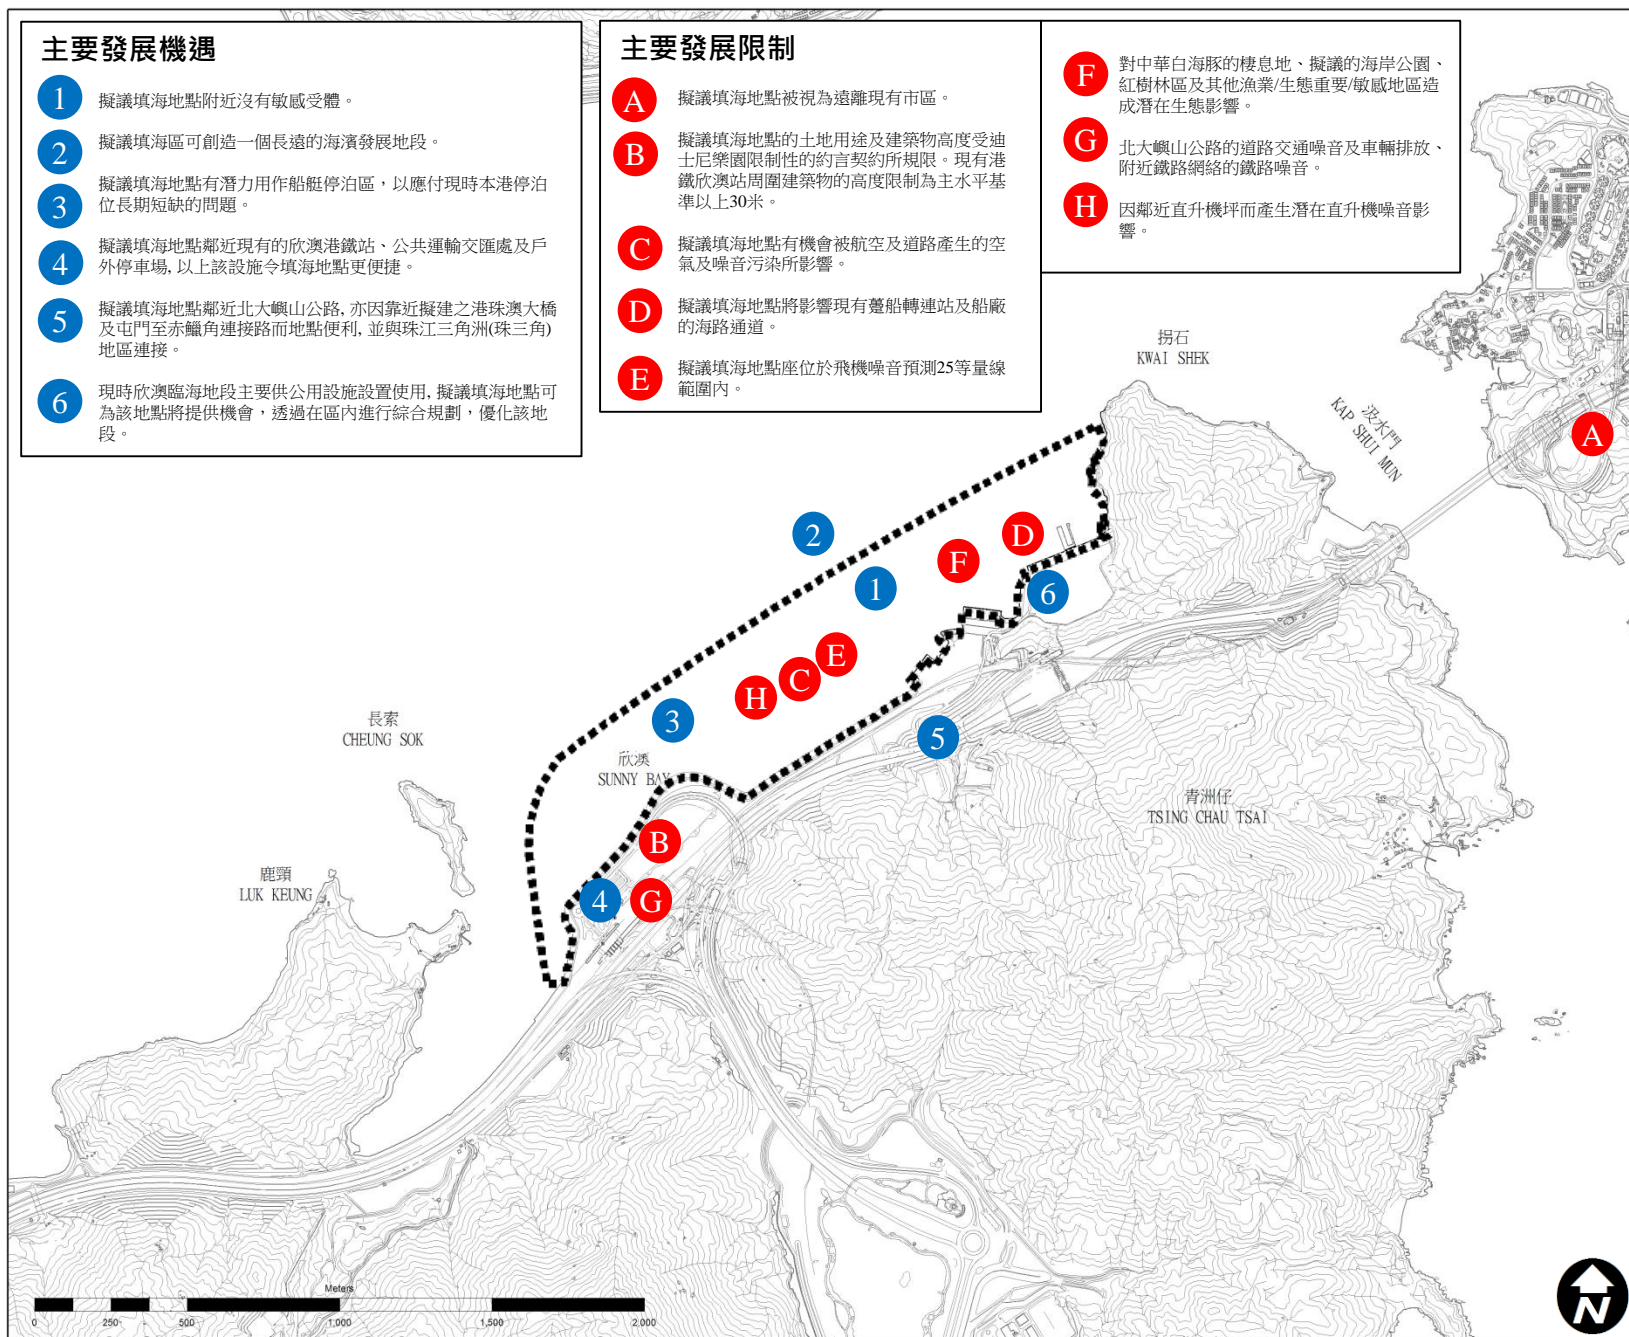 主要發展機遇
1 擬議填海地點附近沒有敏感受體。
2 擬議填海區可創造一個長遠的海濱發展地段。
3 擬議填海地點有潛力用作船艇停泊區，以應付現時本港停泊
位長期短缺的問題。
4 擬議填海地點鄰近現有的欣澳港鐵站、公共運輸交匯處及戶
外停車場, 以上該設施令填海地點更便捷。
5 擬議填海地點鄰近北大嶼山公路, 亦因靠近擬建之港珠澳大橋
及屯門至赤鱲角連接路而地點便利, 並與珠江三角洲(珠三角)
地區連接。
6 現時欣澳臨海地段主要供公用設施設置使用, 擬議填海地點可
為該地點將提供機會，透過在區內進行綜合規劃，優化該地
段。
主要發展限制
A 擬議填海地點被視為遠離現有市區。
B 擬議填海地點的土地用途及建築物高度受迪
士尼樂園限制性的約言契約所規限。現有港
鐵欣澳站周圍建築物的高度限制為主水平基
準以上30米。
C 擬議填海地點有機會被航空及道路產生的空
氣及噪音污染所影響。
D 擬議填海地點將影響現有躉船轉運站及船廠
的海路通道。
E 擬議填海地點座位於飛機噪音預測25等量線
範圍內。
F 對中華白海豚的棲息地、擬議的海岸公園、
紅樹林區及其他漁業/生態重要/敏感地區造
成潛在生態影響。
G 北大嶼山公路的道路交通噪音及車輛排放、
附近鐵路網絡的鐵路噪音。
H 因鄰近直升機坪而產生潛在直升機噪音影
響。
拐石
KWAI SHEK
汲水門
KAP SHUI MUN
A
2
D
F
1
6
E
C
H
3
5
長索
CHEUNG SOK
欣澳
SUNNY BAY
青洲仔
TSING CHAU TSAI
B
鹿頸
LUK KEUNG
4
G
Meters
0 250 500 1,000 1,500 2,000
N